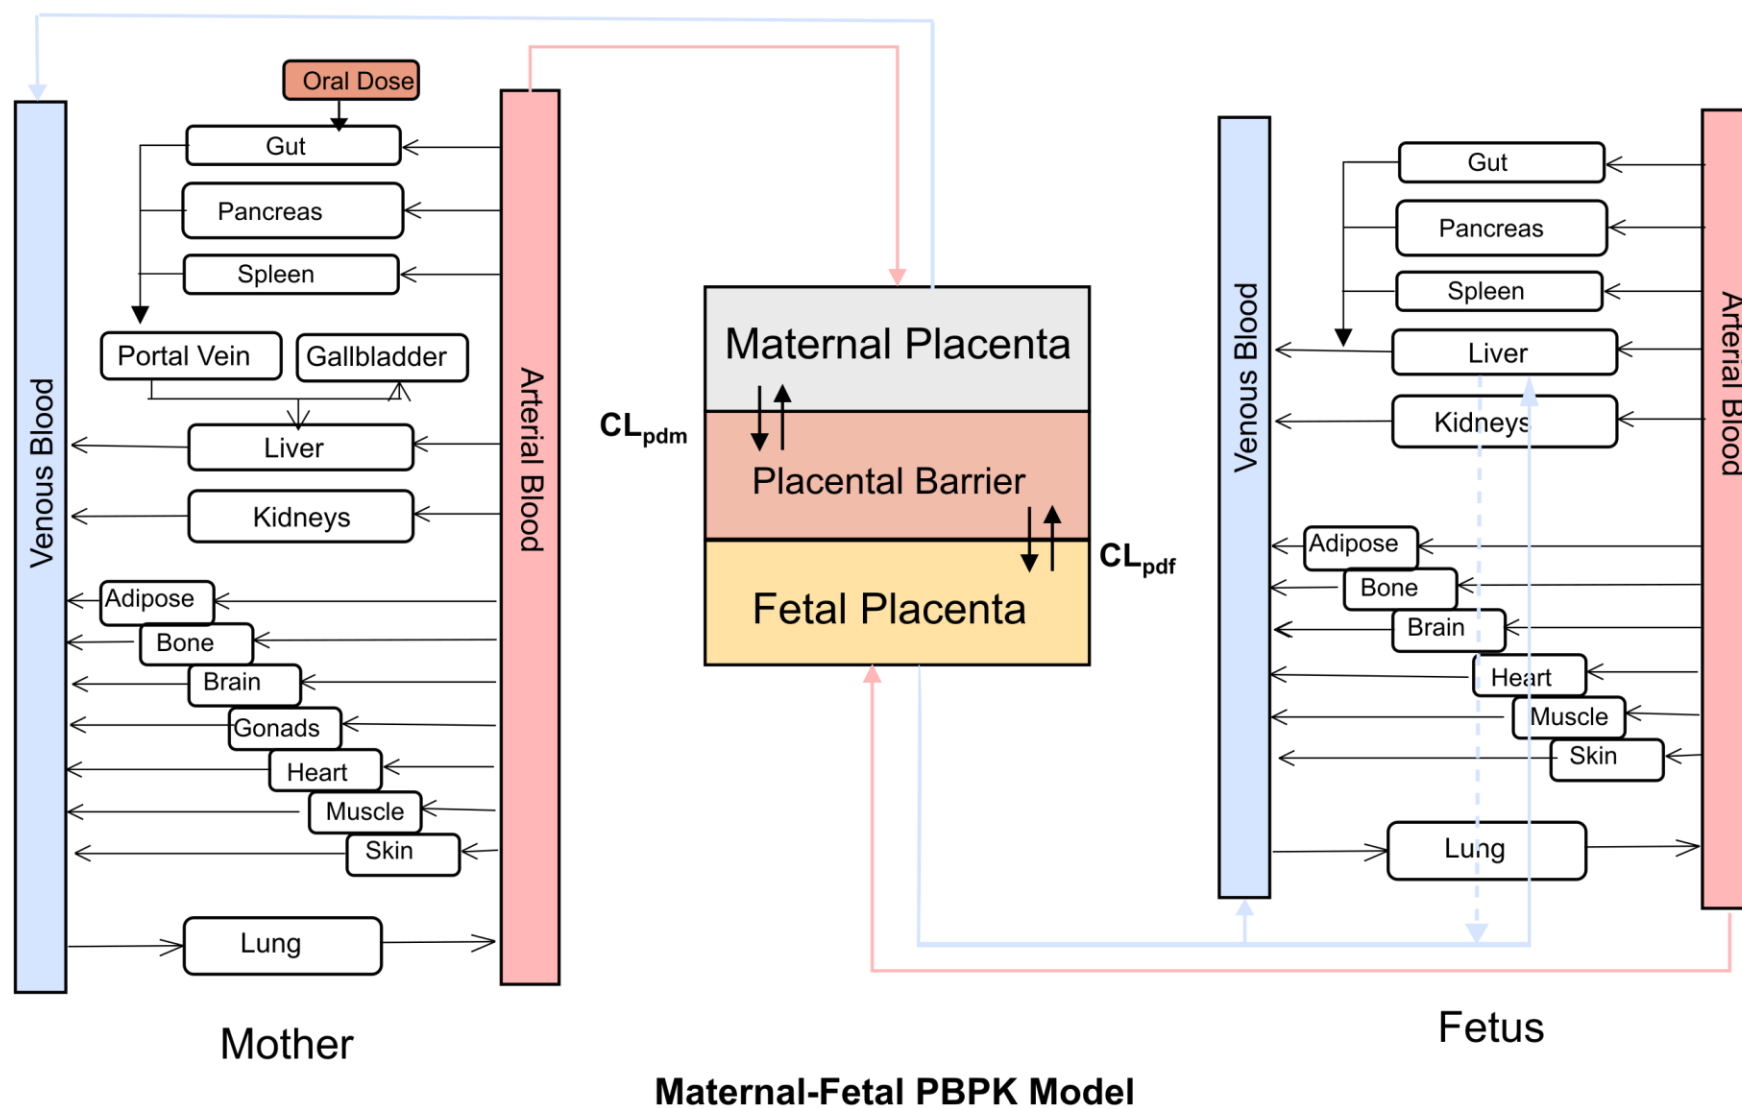 Oral Dose
Gut
Pancreas
Spleen
Portal Vein
Gallbladder
Liver
Kidneys
Adipose
Bone
Brain
Gonads
Heart
Muscle
Skin
Lung
Venous Blood
Arterial Blood
Mother
Maternal Placenta
CLpdm
Placental Barrier
CLpdf
Fetal Placenta
Venous Blood
Gut
Pancreas
Spleen
Liver
Kidneys
Adipose
Bone
Brain
Heart
Muscle
Skin
Lung
Arterial Blood
Fetus
Maternal-Fetal PBPK Model